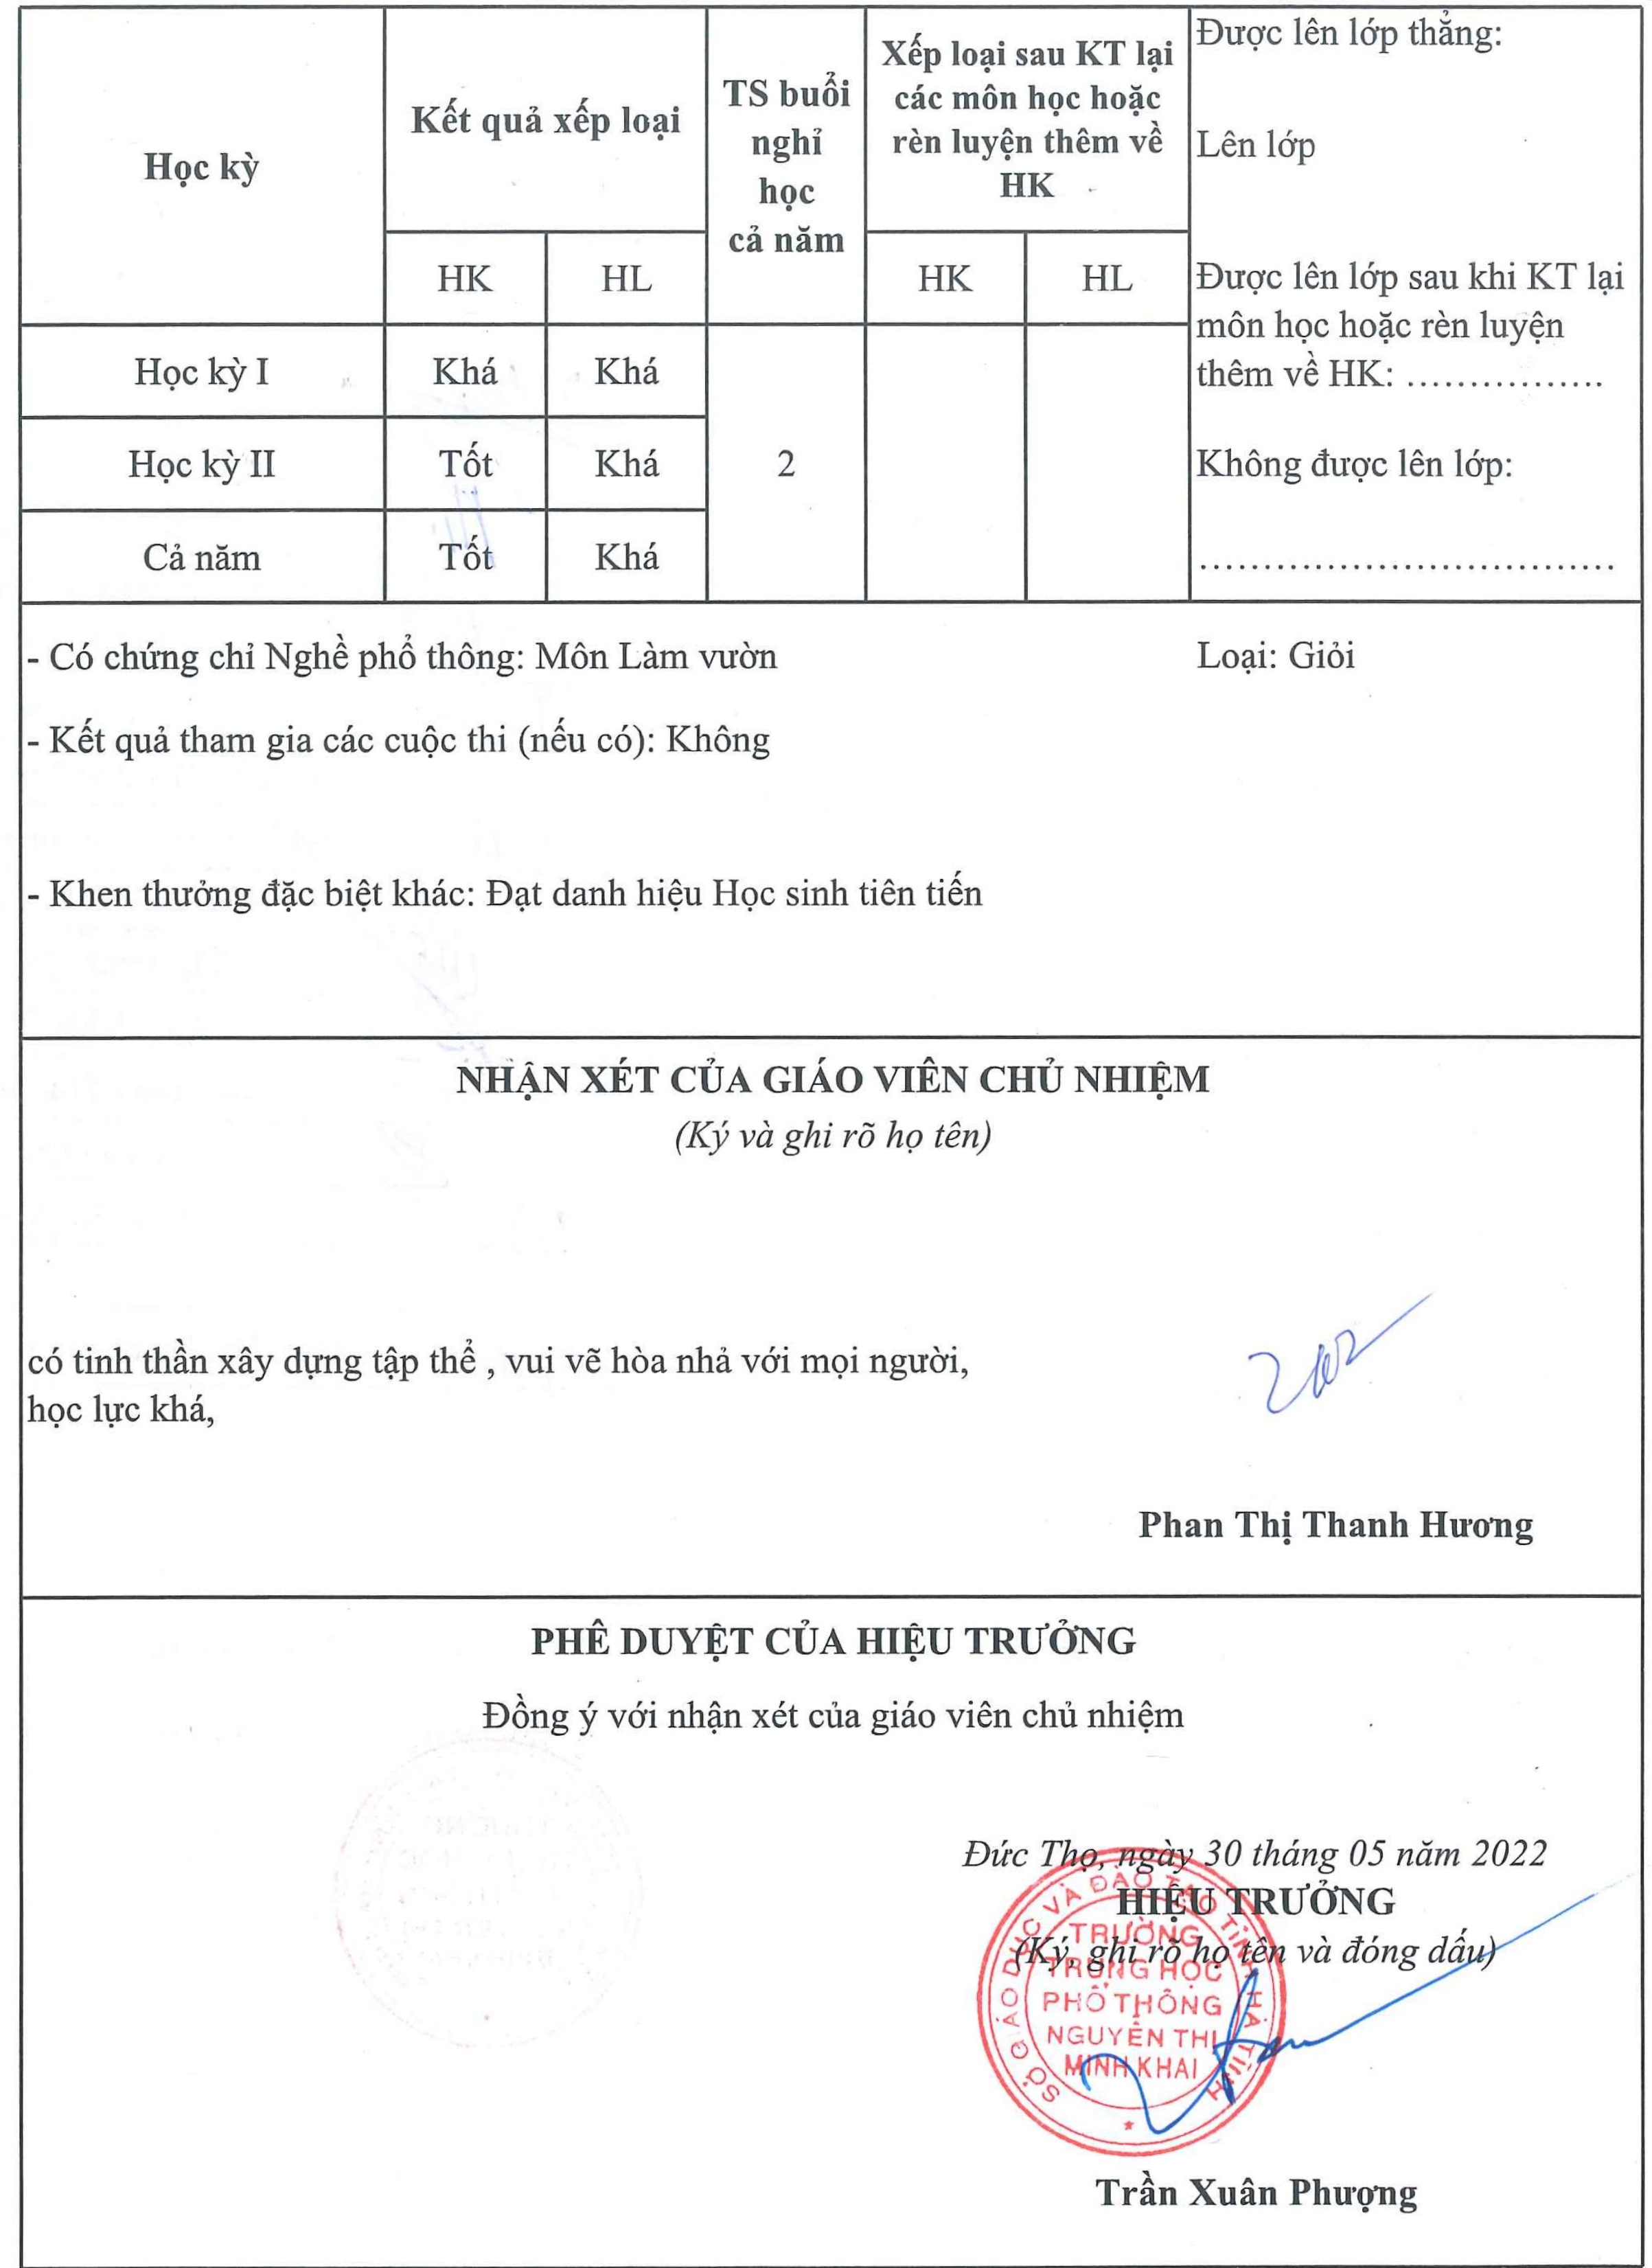 Học kỳ
Kết quả xếp loại
TS buổi
nghỉ
học
cả năm
Xếp loại sau KT lại
các môn học hoặc
rèn luyện thêm về
HK
HK
HL
HK
HL
Được lên lớp thẳng:
Lên lớp
Được lên lớp sau khi KT lại
môn học hoặc rèn luyện
thêm về HK: ................
Không được lên lớp:
.................................
Học kỳ I
Khá
Khá
Học kỳ II
Tốt
Khá
2
Cả năm
Tốt
Khá
- Có chứng chỉ Nghề phổ thông: Môn Làm vườn
Loại: Giỏi
- Kết quả tham gia các cuộc thi (nếu có): Không
- Khen thưởng đặc biệt khác: Đạt danh hiệu Học sinh tiên tiến
NHẬN XÉT CỦA GIÁO VIÊN CHỦ NHIỆM
(Ký và ghi rõ họ tên)
có tinh thần xây dựng tập thể , vui vẽ hòa nhả với mọi người,
học lực khá,
Phan Thị Thanh Hương
PHÊ DUYỆT CỦA HIỆU TRƯỞNG
Đồng ý với nhận xét của giáo viên chủ nhiệm
Đức Thọ, ngày 30 tháng 05 năm 2022
HIỆU TRƯỞNG
(Ký, ghi rõ họ tên và đóng dấu)
SỞ GIÁO DỤC VÀ ĐÀO TẠO TỈNH HÀ TĨNH
TRƯỜNG
TRUNG HỌC
PHỔ THÔNG
NGUYỄN THỊ
MINH KHAI
Trần Xuân Phượng